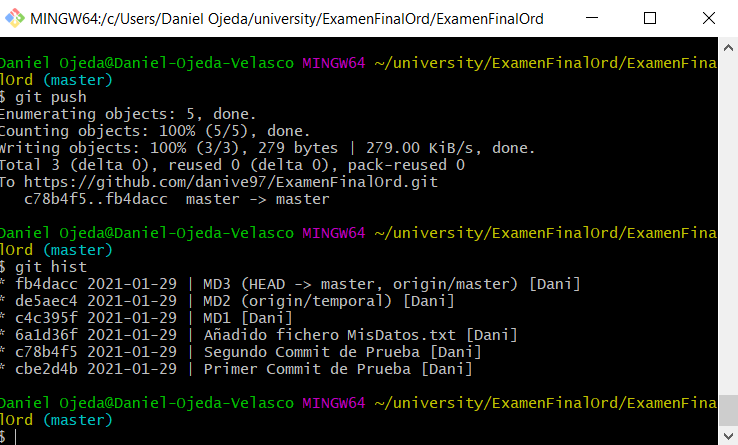 MINGW64:/c/Users/Daniel Ojeda/university/ExamenFinalOrd/ExamenFinalOrd
Daniel Ojeda@Daniel-Ojeda-Velasco MINGW64 ~/university/ExamenFinalOrd/ExamenFina
lOrd (master)
$ git push
Enumerating objects: 5, done.
Counting objects: 100% (5/5), done.
Writing objects: 100% (3/3), 279 bytes | 279.00 KiB/s, done.
Total 3 (delta 0), reused 0 (delta 0), pack-reused 0
To https://github.com/danive97/ExamenFinalOrd.git
   c78b4f5..fb4dacc  master -> master
Daniel Ojeda@Daniel-Ojeda-Velasco MINGW64 ~/university/ExamenFinalOrd/ExamenFina
lOrd (master)
$ git hist
* fb4dacc 2021-01-29 | MD3 (HEAD -> master, origin/master) [Dani]
* de5aec4 2021-01-29 | MD2 (origin/temporal) [Dani]
* c4c395f 2021-01-29 | MD1 [Dani]
* 6a1d36f 2021-01-29 | Añadido fichero MisDatos.txt [Dani]
* c78b4f5 2021-01-29 | Segundo Commit de Prueba [Dani]
* cbe2d4b 2021-01-29 | Primer Commit de Prueba [Dani]
Daniel Ojeda@Daniel-Ojeda-Velasco MINGW64 ~/university/ExamenFinalOrd/ExamenFina
lOrd (master)
$